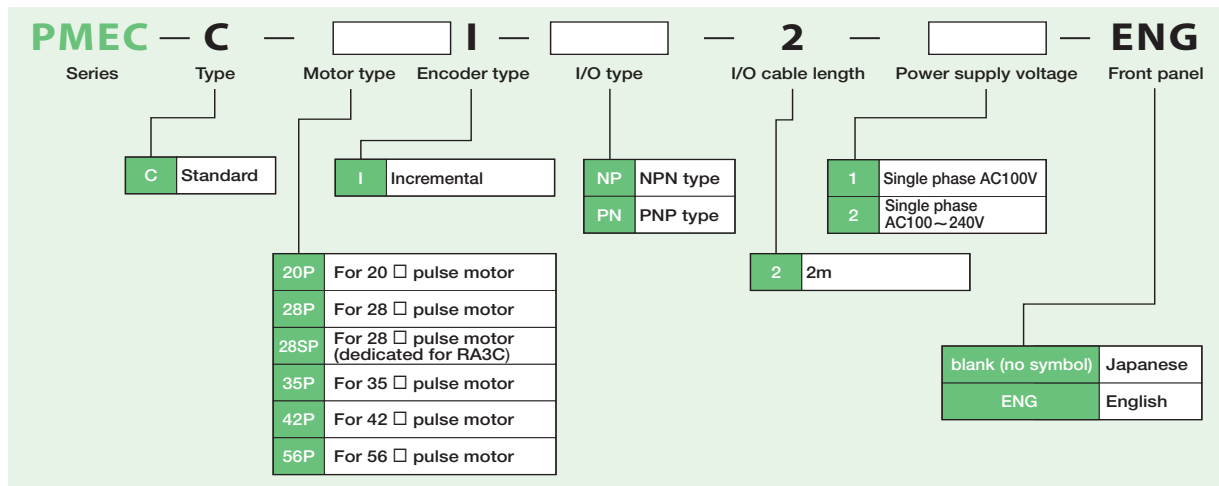 PMEC — C — I — — 2 — — ENG
Series Type Motor type Encoder type I/O type I/O cable length Power supply voltage Front panel
C Standard
I Incremental
NP NPN type
PN PNP type
1 Single phase AC100V
2 Single phase
AC100~240V
20P For 20 □ pulse motor
28P For 28 □ pulse motor
28SP For 28 □ pulse motor
(dedicated for RA3C)
35P For 35 □ pulse motor
42P For 42 □ pulse motor
56P For 56 □ pulse motor
2 2m
blank (no symbol) Japanese
ENG English